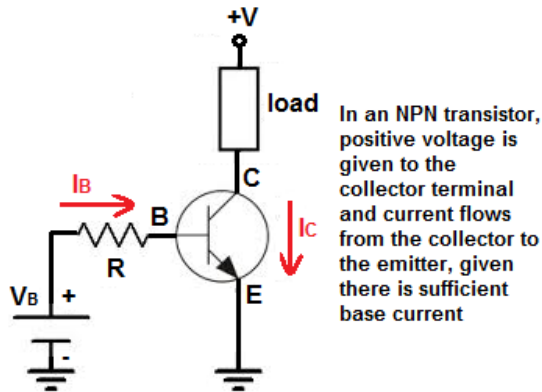 +V
load
C
IB
B
R
IC
E
VB
+
-
In an NPN transistor,
positive voltage is
given to the
collector terminal
and current flows
from the collector to
the emitter, given
there is sufficient
base current